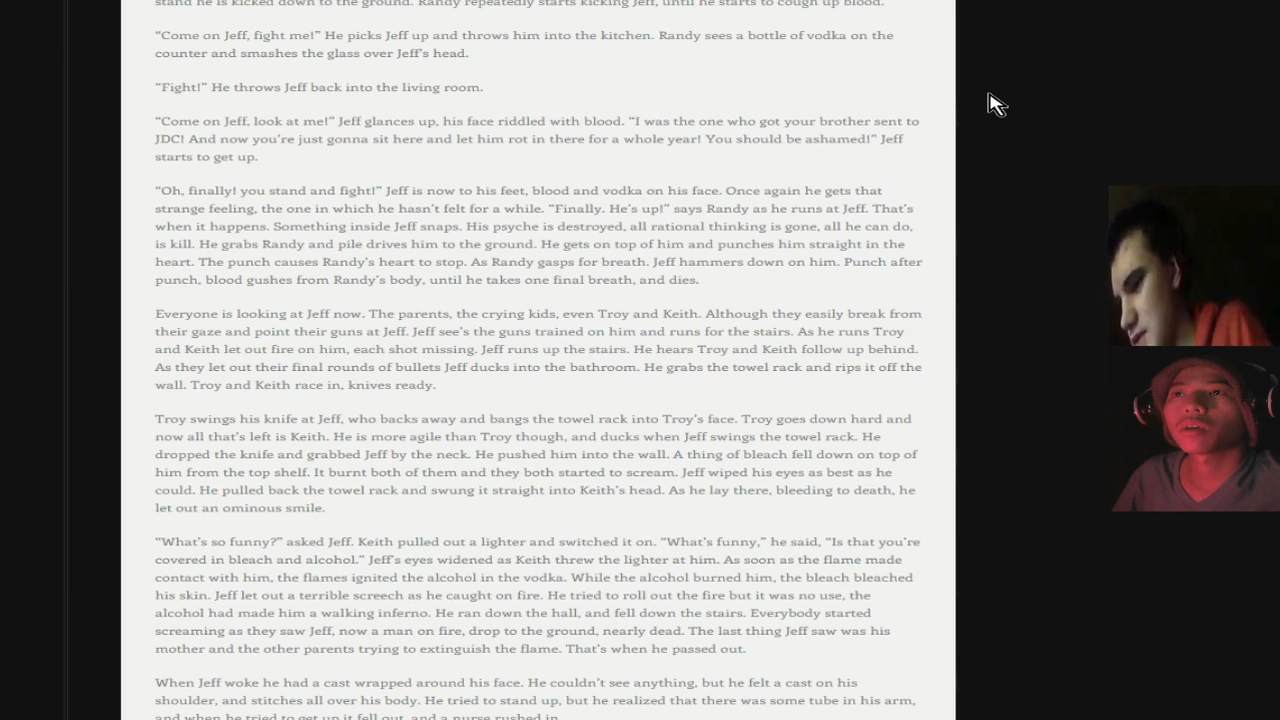 stand he is kicked down to the ground. Randy repeatedly starts kicking Jeff, until he starts to cough up blood.
“Come on Jeff, fight me!” He picks Jeff up and throws him into the kitchen. Randy sees a bottle of vodka on the
counter and smashes the glass over Jeff’s head.
“Fight!” He throws Jeff back into the living room.
“Come on Jeff, look at me!” Jeff glances up, his face riddled with blood. “I was the one who got your brother sent to
JDC! And now you’re just gonna sit here and let him rot in there for a whole year! You should be ashamed!” Jeff
starts to get up.
“Oh, finally! you stand and fight!” Jeff is now to his feet, blood and vodka on his face. Once again he gets that
strange feeling, the one in which he hasn’t felt for a while. “Finally. He’s up!” says Randy as he runs at Jeff. That’s
when it happens. Something inside Jeff snaps. His psyche is destroyed, all rational thinking is gone, all he can do,
is kill. He grabs Randy and pile drives him to the ground. He gets on top of him and punches him straight in the
heart. The punch causes Randy’s heart to stop. As Randy gasps for breath. Jeff hammers down on him. Punch after
punch, blood gushes from Randy’s body, until he takes one final breath, and dies.
Everyone is looking at Jeff now. The parents, the crying kids, even Troy and Keith. Although they easily break from
their gaze and point their guns at Jeff. Jeff see’s the guns trained on him and runs for the stairs. As he runs Troy
and Keith let out fire on him, each shot missing. Jeff runs up the stairs. He hears Troy and Keith follow up behind.
As they let out their final rounds of bullets Jeff ducks into the bathroom. He grabs the towel rack and rips it off the
wall. Troy and Keith race in, knives ready.
Troy swings his knife at Jeff, who backs away and bangs the towel rack into Troy’s face. Troy goes down hard and
now all that’s left is Keith. He is more agile than Troy though, and ducks when Jeff swings the towel rack. He
dropped the knife and grabbed Jeff by the neck. He pushed him into the wall. A thing of bleach fell down on top of
him from the top shelf. It burnt both of them and they both started to scream. Jeff wiped his eyes as best as he
could. He pulled back the towel rack and swung it straight into Keith’s head. As he lay there, bleeding to death, he
let out an ominous smile.
“What’s so funny?” asked Jeff. Keith pulled out a lighter and switched it on. “What’s funny,” he said, “Is that you’re
covered in bleach and alcohol.” Jeff’s eyes widened as Keith threw the lighter at him. As soon as the flame made
contact with him, the flames ignited the alcohol in the vodka. While the alcohol burned him, the bleach bleached
his skin. Jeff let out a terrible screech as he caught on fire. He tried to roll out the fire but it was no use, the
alcohol had made him a walking inferno. He ran down the hall, and fell down the stairs. Everybody started
screaming as they saw Jeff, now a man on fire, drop to the ground, nearly dead. The last thing Jeff saw was his
mother and the other parents trying to extinguish the flame. That’s when he passed out.
When Jeff woke he had a cast wrapped around his face. He couldn’t see anything, but he felt a cast on his
shoulder, and stitches all over his body. He tried to stand up, but he realized that there was some tube in his arm,
and when he tried to get up it fell out, and a nurse rushed in.